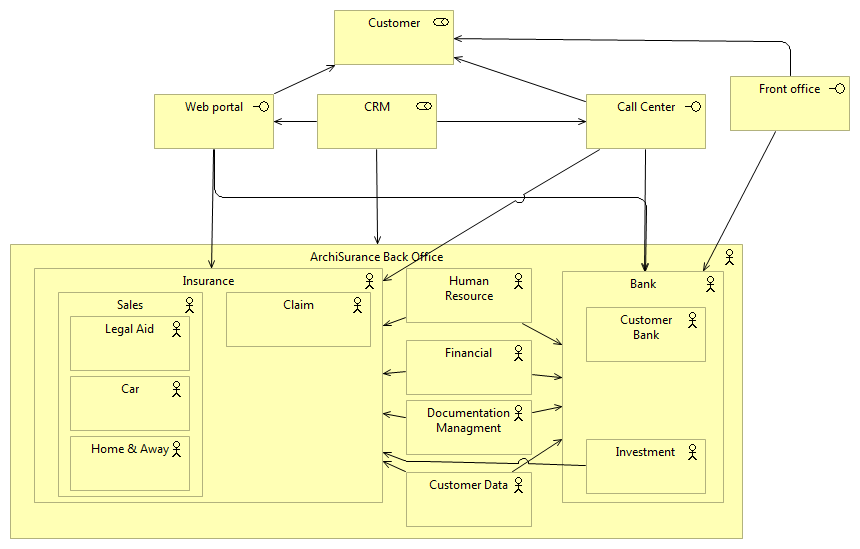 Customer
Front office
Web portal
CRM
Call Center
ArchiSurance Back Office
Insurance
Human
Resource
Bank
Sales
Claim
Legal Aid
Customer
Bank
Financial
Car
Documentation
Managment
Home & Away
Investment
Customer Data